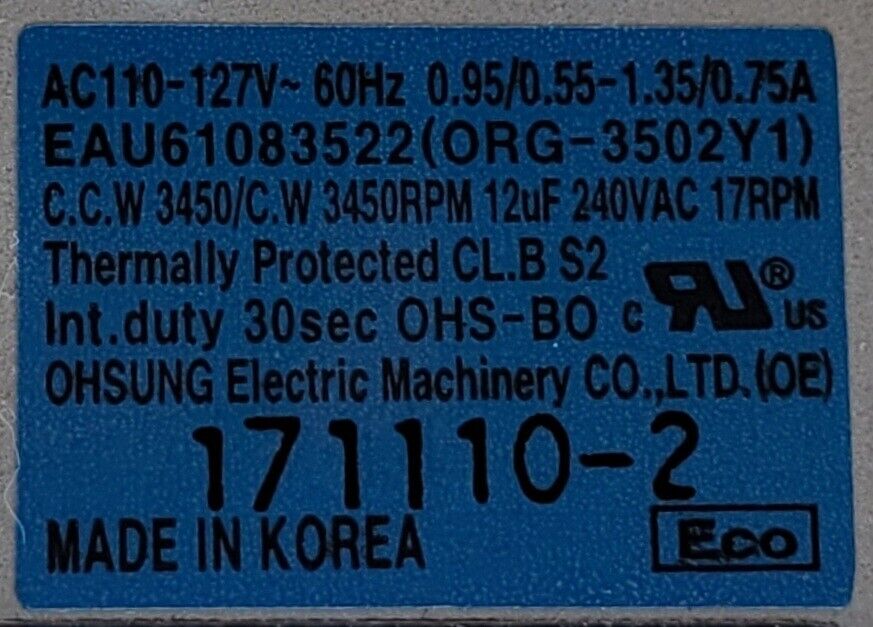 AC110-127V~ 60Hz 0.95/0.55-1.35/0.75A
EAU61083522(ORG-3502Y1)
C.C.W 3450/C.W 3450RPM 12uF 240VAC 17RPM
Thermally Protected CL.B S2
Int.duty 30sec OHS-BO c RU® US
OHSUNG Electric Machinery CO.,LTD.(OE)
171110-2
MADE IN KOREA Eco